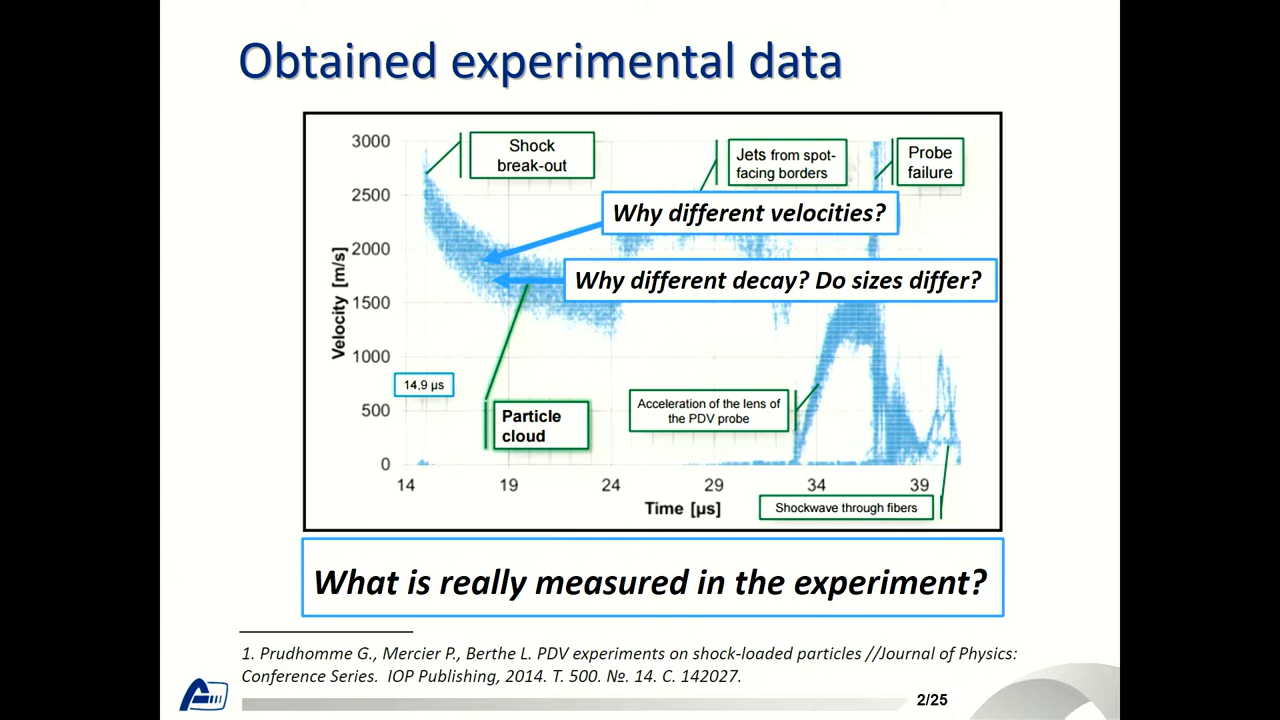 Obtained experimental data
3000
2500
2000
1500
1000
500
0
Velocity [m/s]
14
19
24
29
34
39
Time [µs]
Shock
break-out
Jets from spot-
facing borders
Probe
failure
Why different velocities?
Why different decay? Do sizes differ?
14.9 µs
Particle
cloud
Acceleration of the lens of
the PDV probe
Shockwave through fibers
What is really measured in the experiment?
1. Prudhomme G., Mercier P., Berthe L. PDV experiments on shock-loaded particles //Journal of Physics:
Conference Series. IOP Publishing, 2014. T. 500. №. 14. С. 142027.
2/25